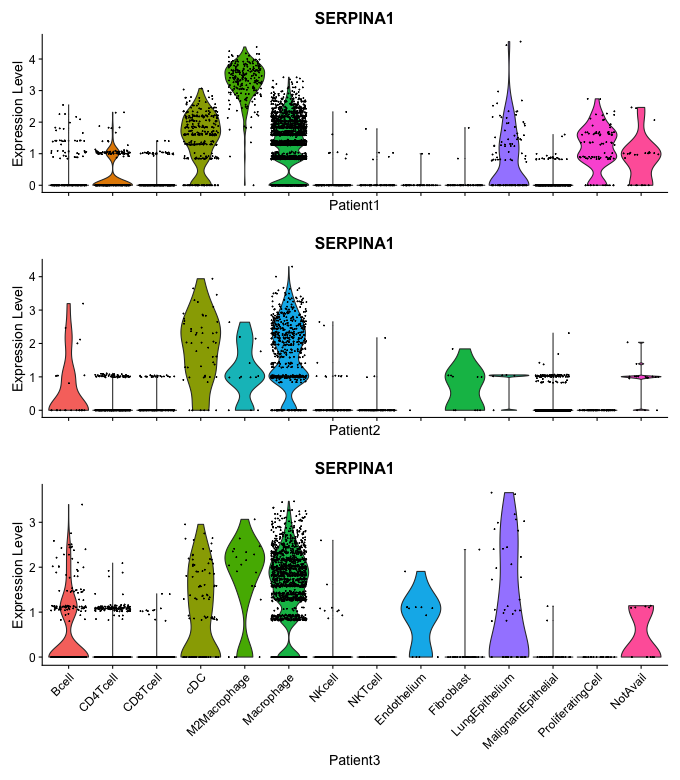 SERPINA1
Expression Level
4
3
2
1
0
Patient1
SERPINA1
Expression Level
4
3
2
1
0
Patient2
SERPINA1
Expression Level
3
2
1
0
Bcell
CD4Tcell
CD8Tcell
cDC
M2Macrophage
Macrophage
NKcell
NKTcell
Endothelium
Fibroblast
LungEpithelium
MalignantEpithelial
ProliferatingCell
NotAvail
Patient3